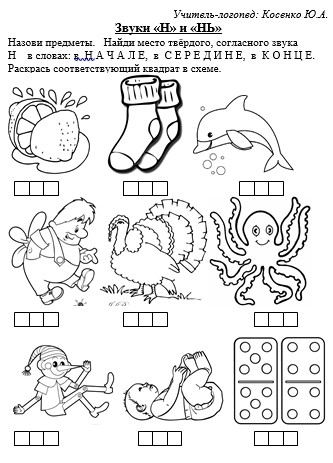 Учитель-логопед: Косенко Ю.А.
Звуки «Н» и «НЬ»
Назови предметы. Найди место твёрдого, согласного звука
Н в словах: в Н А Ч А Л Е, в С Е Р Е Д И Н Е, в К О Н Ц Е.
Раскрась соответствующий квадрат в схеме.